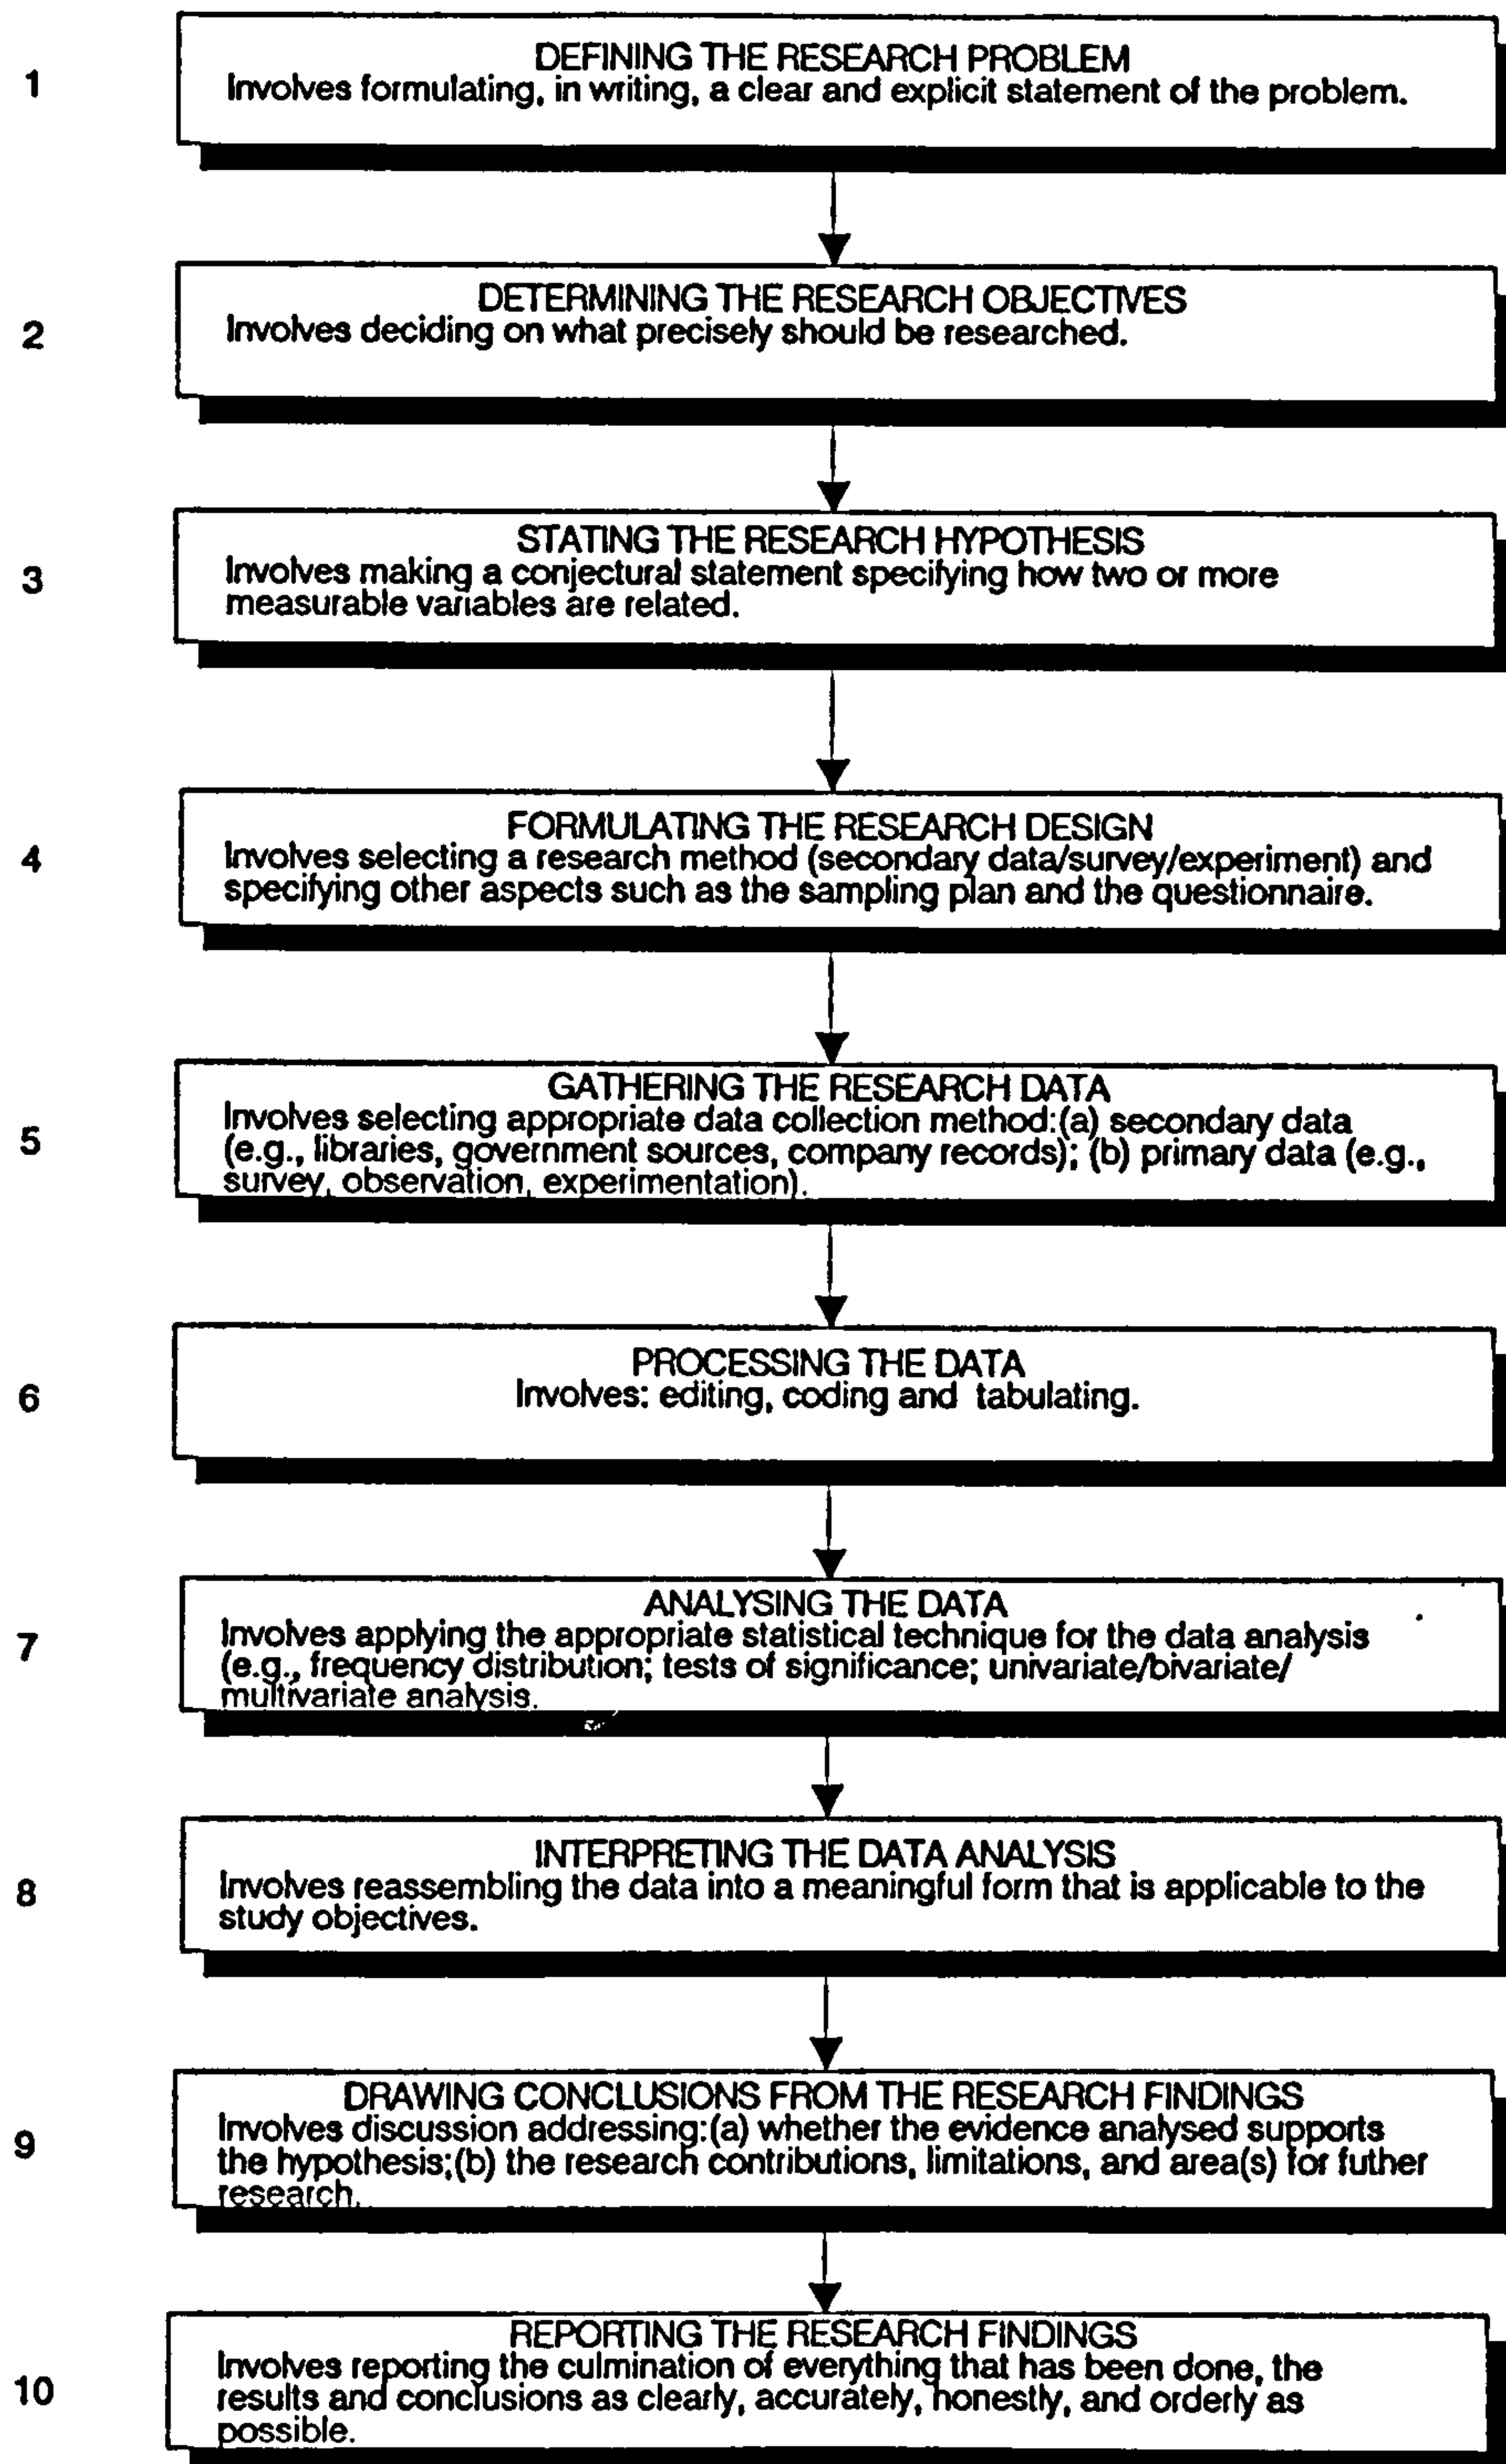 1
DEFINING THE RESEARCH PROBLEM
Involves formulating, in writing, a clear and explicit statement of the problem.
2
DETERMINING THE RESEARCH OBJECTIVES
Involves deciding on what precisely should be researched.
3
STATING THE RESEARCH HYPOTHESIS
Involves making a conjectural statement specifying how two or more
measurable variables are related.
4
FORMULATING THE RESEARCH DESIGN
Involves selecting a research method (secondary data/survey/experiment) and
specifying other aspects such as the sampling plan and the questionnaire.
5
GATHERING THE RESEARCH DATA
Involves selecting appropriate data collection method:(a) secondary data
(e.g., libraries, government sources, company records); (b) primary data (e.g.,
survey, observation, experimentation).
6
PROCESSING THE DATA
Involves: editing, coding and tabulating.
7
ANALYSING THE DATA
Involves applying the appropriate statistical technique for the data analysis
(e.g., frequency distribution; tests of significance; univariate/bivariate/
multivariate analysis.
8
INTERPRETING THE DATA ANALYSIS
Involves reassembling the data into a meaningful form that is applicable to the
study objectives.
9
DRAWING CONCLUSIONS FROM THE RESEARCH FINDINGS
Involves discussion addressing:(a) whether the evidence analysed supports
the hypothesis;(b) the research contributions, limitations, and area(s) for futher
research.
10
REPORTING THE RESEARCH FINDINGS
Involves reporting the culmination of everything that has been done, the
results and conclusions as clearly, accurately, honestly, and orderly as
possible.